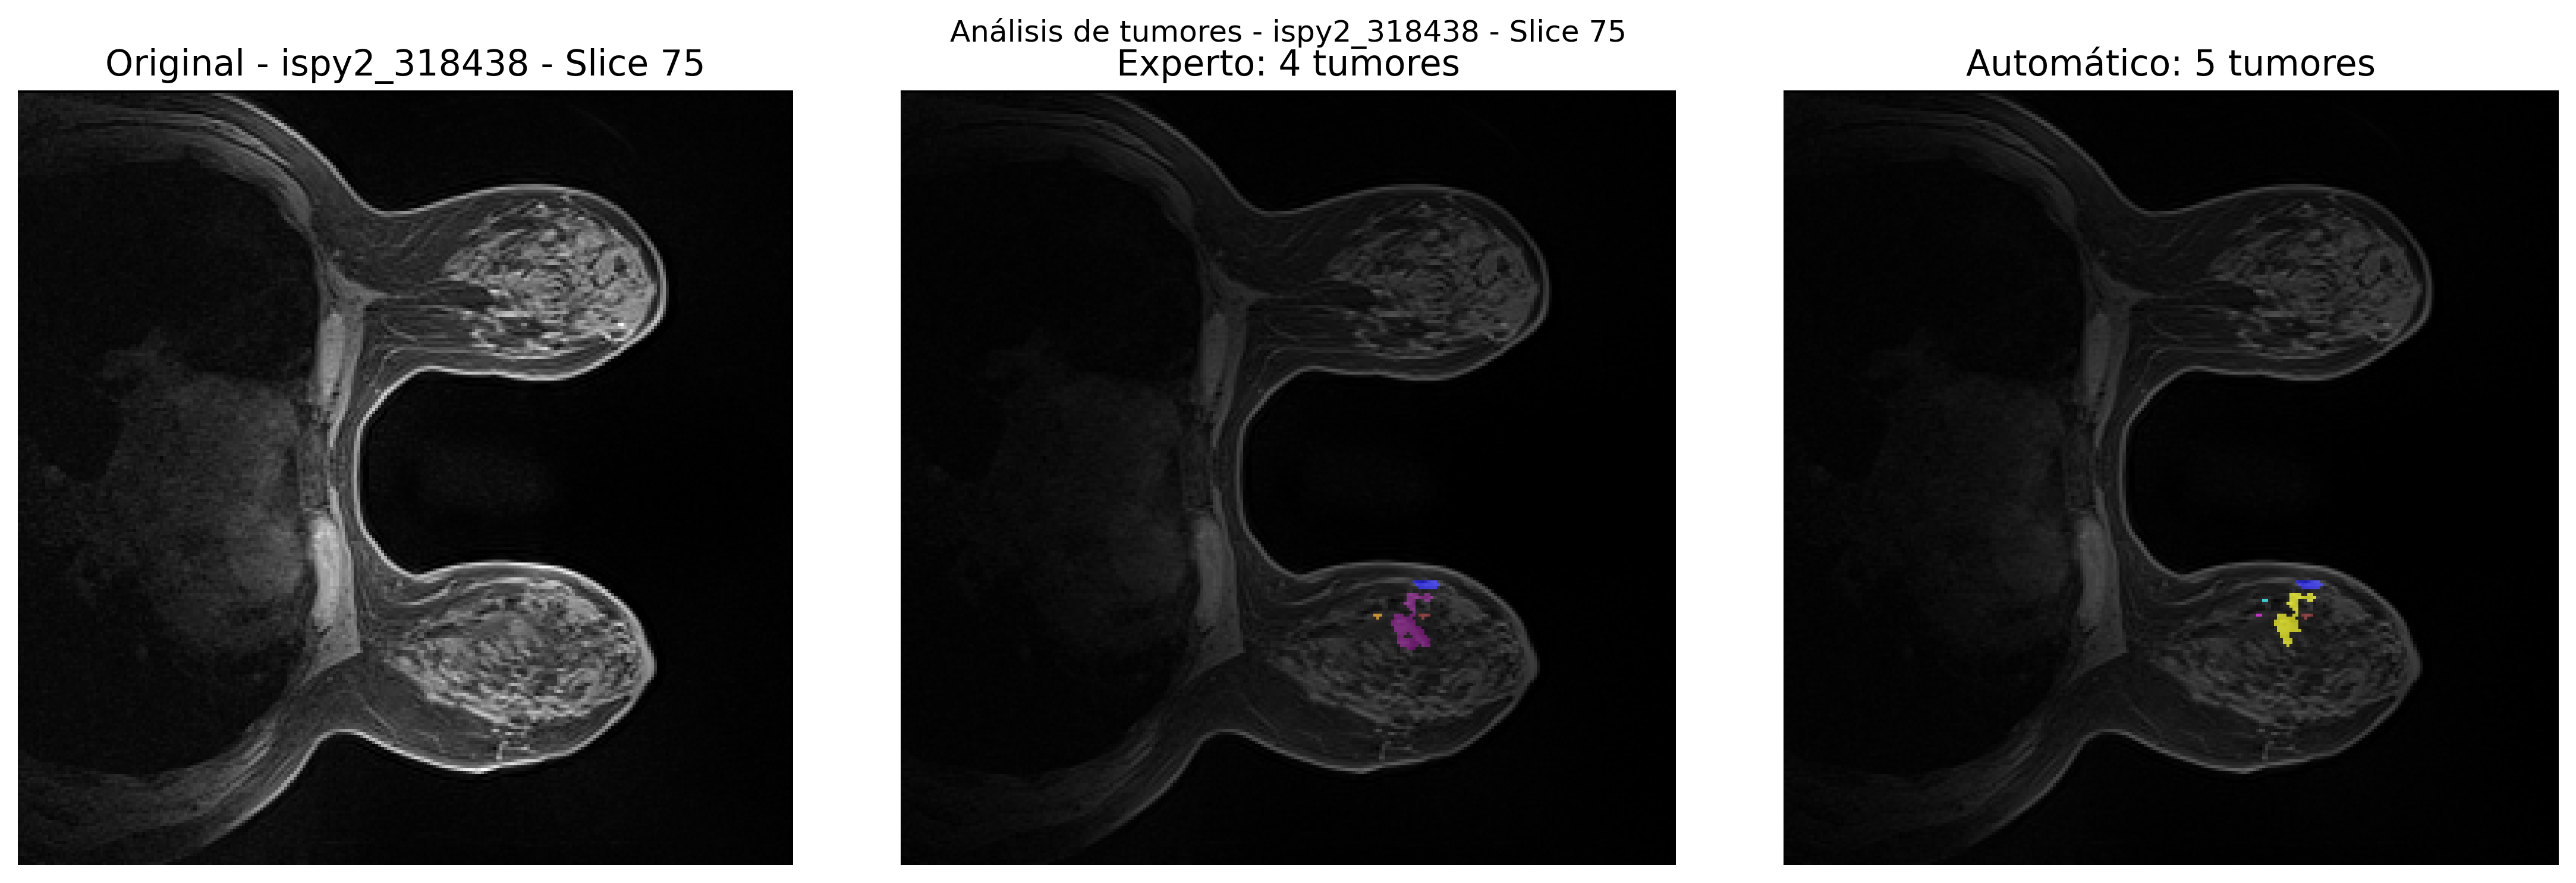 Análisis de tumores - ispy2_318438 - Slice 75
Original - ispy2_318438 - Slice 75
Experto: 4 tumores
Automático: 5 tumores